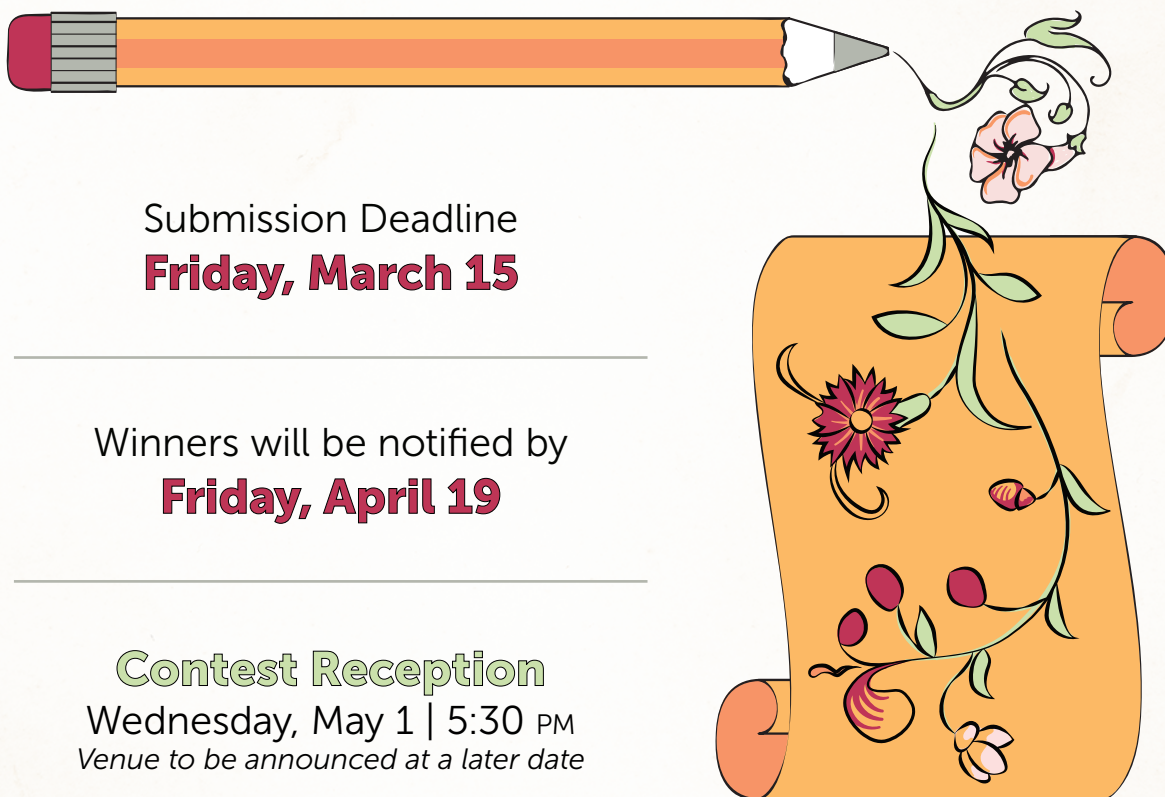 Submission Deadline
Friday, March 15
Winners will be notified by
Friday, April 19
Contest Reception
Wednesday, May 1 | 5:30 PM
Venue to be announced at a later date